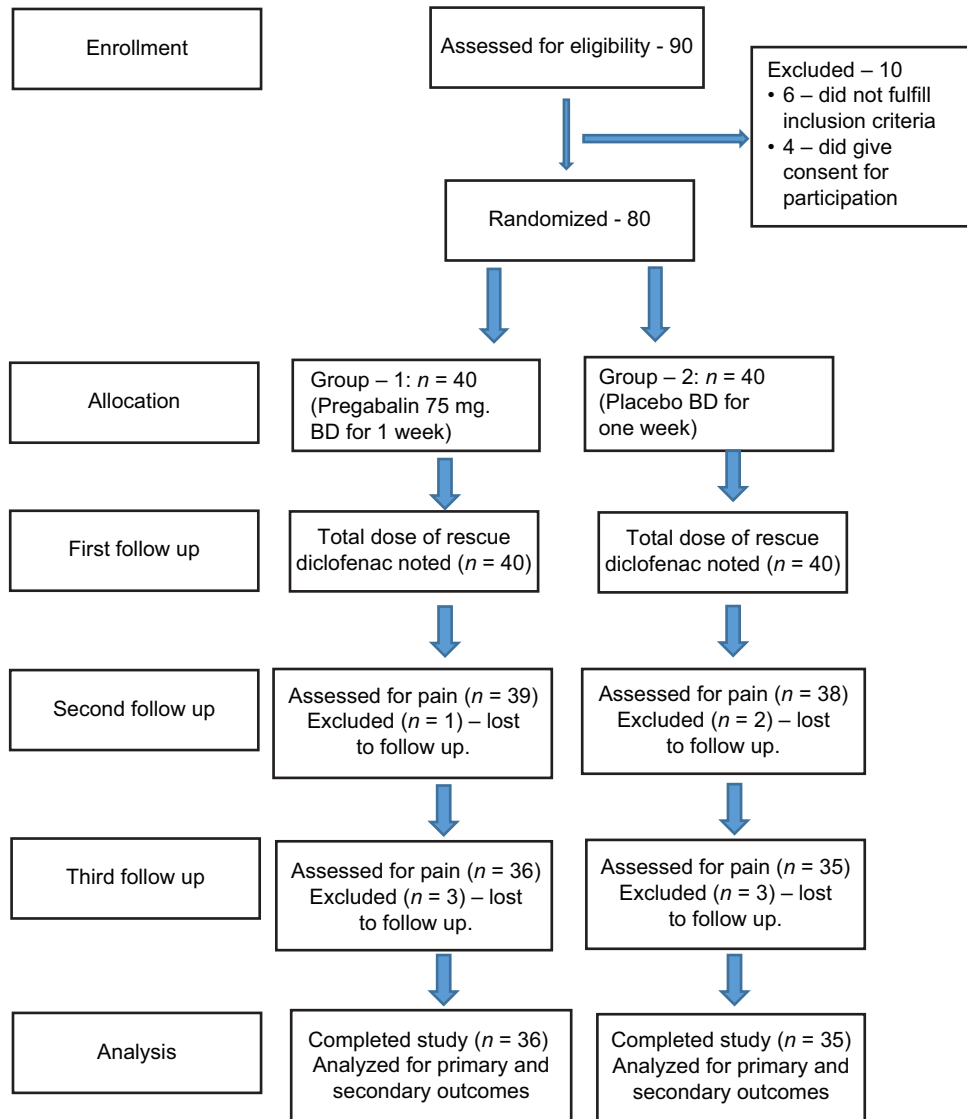 Enrollment
Assessed for eligibility - 90
Excluded – 10
• 6 – did not fulfill
inclusion criteria
• 4 – did give
consent for
participation
Randomized - 80
Allocation
Group – 1: n = 40
(Pregabalin 75 mg.
BD for 1 week)
Group – 2: n = 40
(Placebo BD for
one week)
First follow up
Total dose of rescue
diclofenac noted (n = 40)
Total dose of rescue
diclofenac noted (n = 40)
Second follow up
Assessed for pain (n = 39)
Excluded (n = 1) – lost
to follow up.
Assessed for pain (n = 38)
Excluded (n = 2) – lost
to follow up.
Third follow up
Assessed for pain (n = 36)
Excluded (n = 3) – lost
to follow up.
Assessed for pain (n = 35)
Excluded (n = 3) – lost
to follow up.
Analysis
Completed study (n = 36)
Analyzed for primary and
secondary outcomes
Completed study (n = 35)
Analyzed for primary and
secondary outcomes